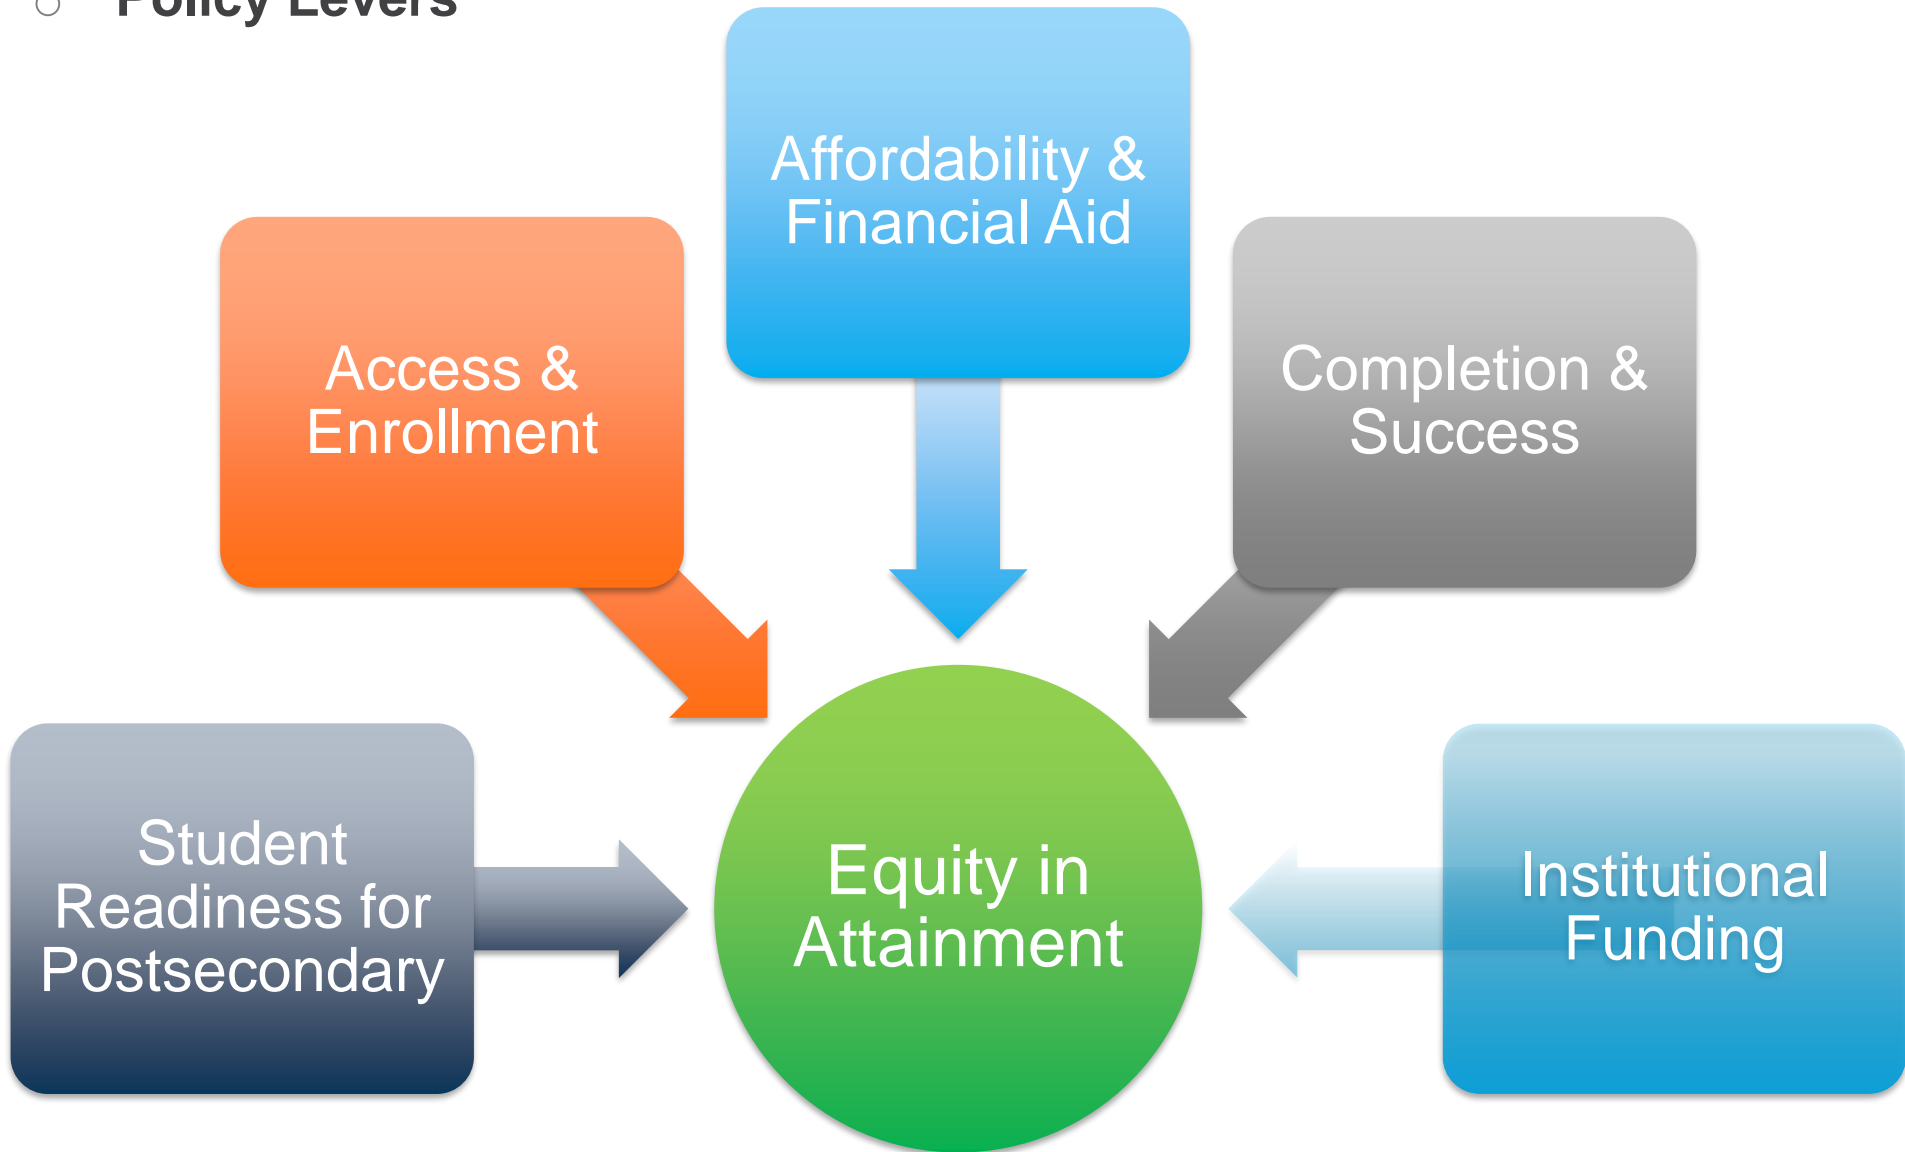 Policy Levers
Affordability &
Financial Aid
Access &
Enrollment
Completion &
Success
Student
Readiness for
Postsecondary
Equity in
Attainment
Institutional
Funding